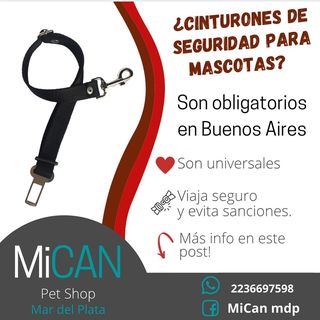 ¿CINTURONES DE
SEGURIDAD PARA
MASCOTAS?
Son obligatorios
en Buenos Aires
Son universales
Viaja seguro
y evita sanciones.
Más info en este
post!
MiCAN
Pet Shop
Mar del Plata
2236697598
MiCan mdp